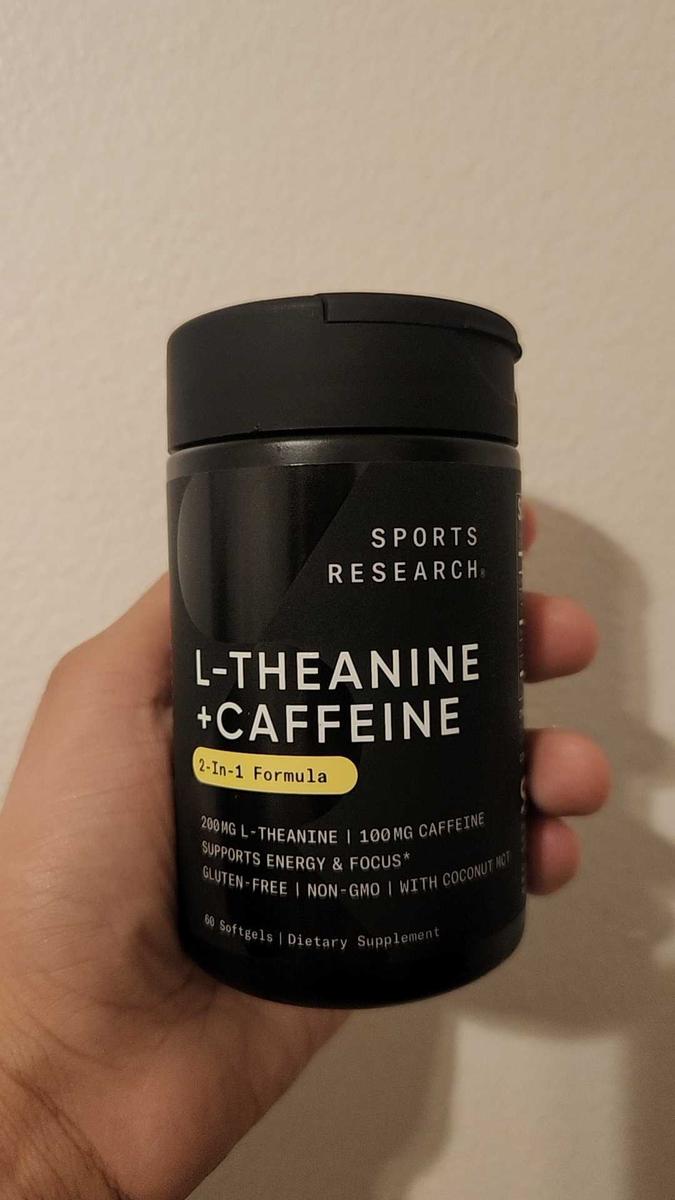 SPORTS
RESEARCH®
L-THEANINE
+CAFFEINE
2-In-1 Formula
200MG L-THEANINE | 100MG CAFFEINE
SUPPORTS ENERGY & FOCUS*
GLUTEN-FREE | NON-GMO | WITH COCONUT MCT
60 Softgels | Dietary Supplement